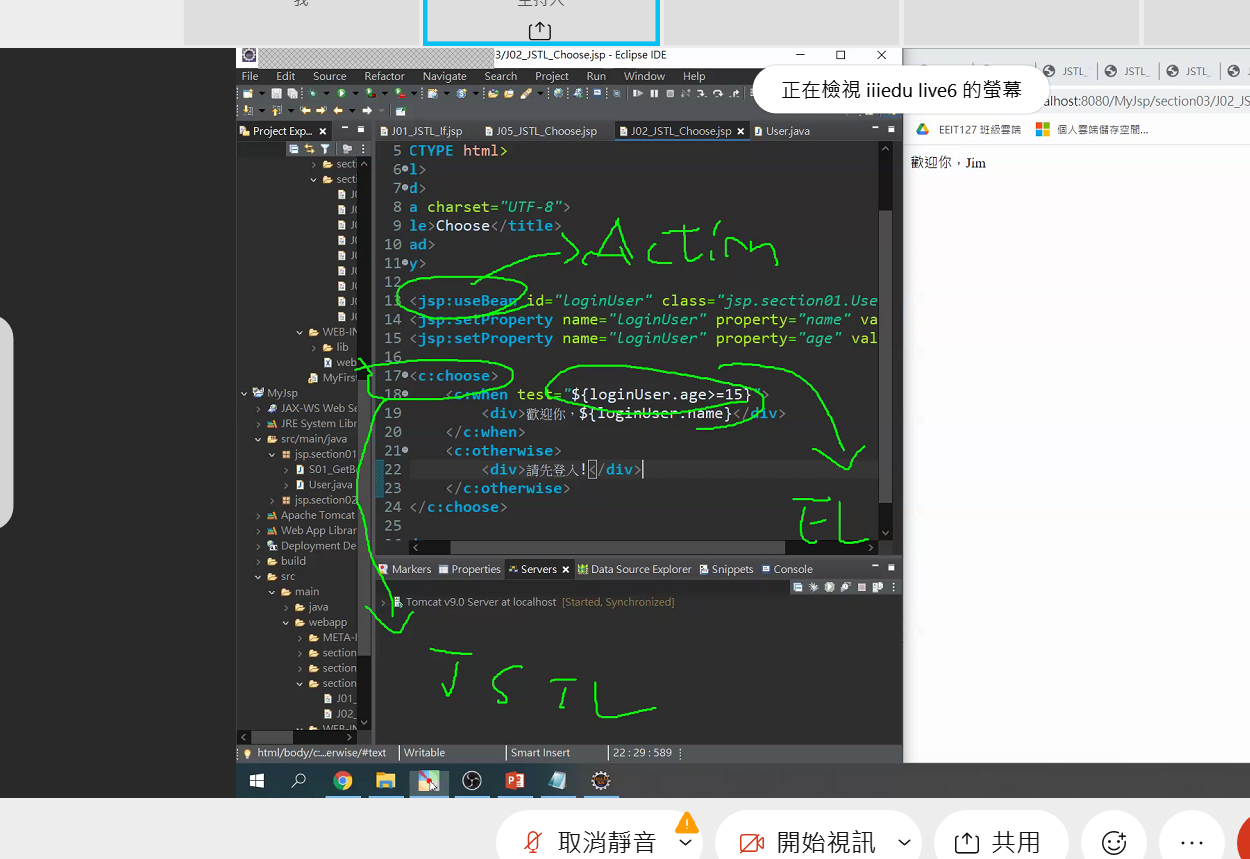 我
主持人
3/J02_JSTL_Choose.jsp - Eclipse IDE
File Edit Source Refactor Navigate Search Project Run Window Help
正在檢視 iiiedu live6 的螢幕
JSTL_ JSTL_ JSTL_
alhost:8080/MyJsp/section03/J02_JS
EEIT127 班級雲端 個人雲端儲存空間...
歡迎你，Jim
Project Exp...
J01_JSTL_If.jsp J05_JSTL_Choose.jsp J02_JSTL_Choose.jsp User.java
sect
sect
J(
J(
J(
J(
J(
J(
J(
J(
J(
WEB-IN
lib
web
MyFirs
MyJsp
JAX-WS Web Se
JRE System Libr
src/main/java
jsp.section01
S01_GetBe
User.java
jsp.section02
Apache Tomcat
Web App Librar
Deployment De
build
src
main
java
webapp
META-I
section
section
section
J01_
J02_
WEB-IN
5 CTYPE html>
6 l>
7 d>
8 a charset="UTF-8">
9 le>Choose</title>
10 ad>
11 y>
12
13 <jsp:useBean id="loginUser" class="jsp.section01.Use
14 <jsp:setProperty name="loginUser" property="name" va
15 <jsp:setProperty name="loginUser" property="age" val
16
17 <c:choose>
18 <c:when test="${loginUser.age>=15}">
19 <div>歡迎你，${loginUser.name}</div>
20 </c:when>
21 <c:otherwise>
22 <div>請先登入!</div>
23 </c:otherwise>
24 </c:choose>
25
Action
EL
JSTL
Markers Properties Servers Data Source Explorer Snippets Console
Tomcat v9.0 Server at localhost [Started, Synchronized]
html/body/c:...erwise/#text Writable Smart Insert 22 : 29 : 589
取消靜音 開始視訊 共用